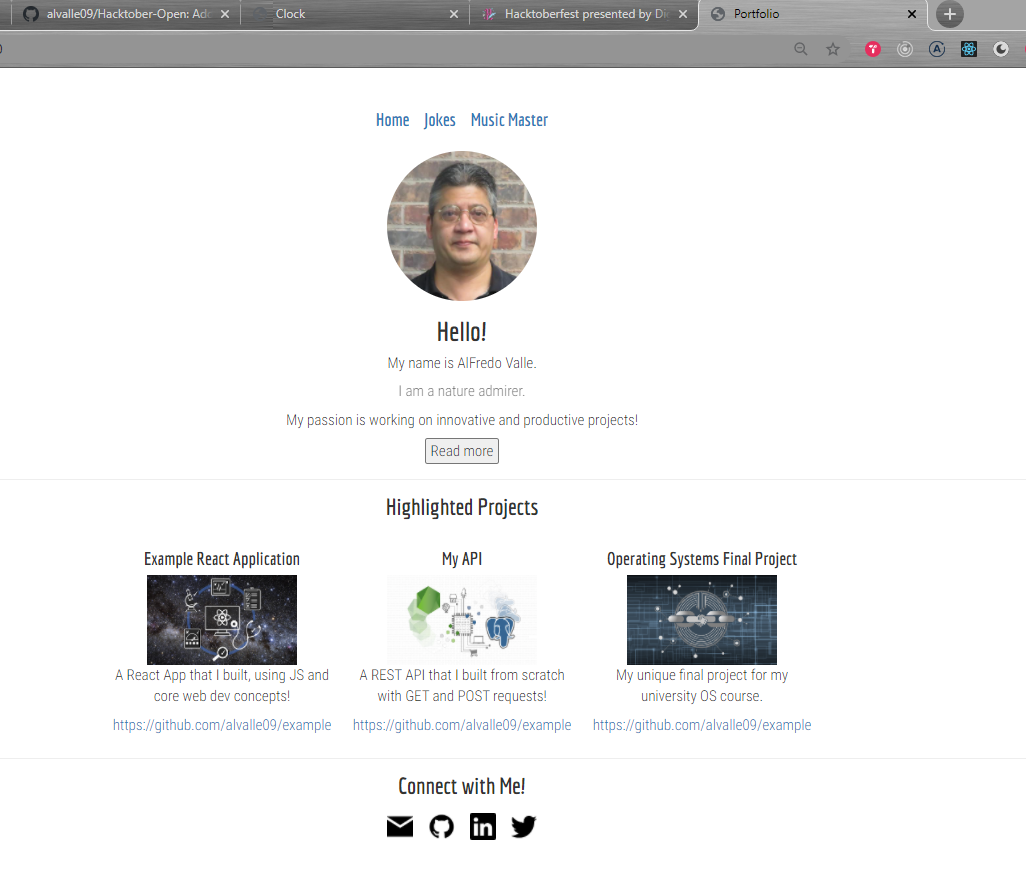 alvalle09/Hacktober-Open: Ad
Clock
Hacktoberfest presented by Di
Portfolio
Home Jokes Music Master
Hello!
My name is AlFredo Valle.
I am a nature admirer.
My passion is working on innovative and productive projects!
Read more
Highlighted Projects
Example React Application
A React App that I built, using JS and
core web dev concepts!
https://github.com/alvalle09/example
My API
A REST API that I built from scratch
with GET and POST requests!
https://github.com/alvalle09/example
Operating Systems Final Project
My unique final project for my
university OS course.
https://github.com/alvalle09/example
Connect with Me!
in